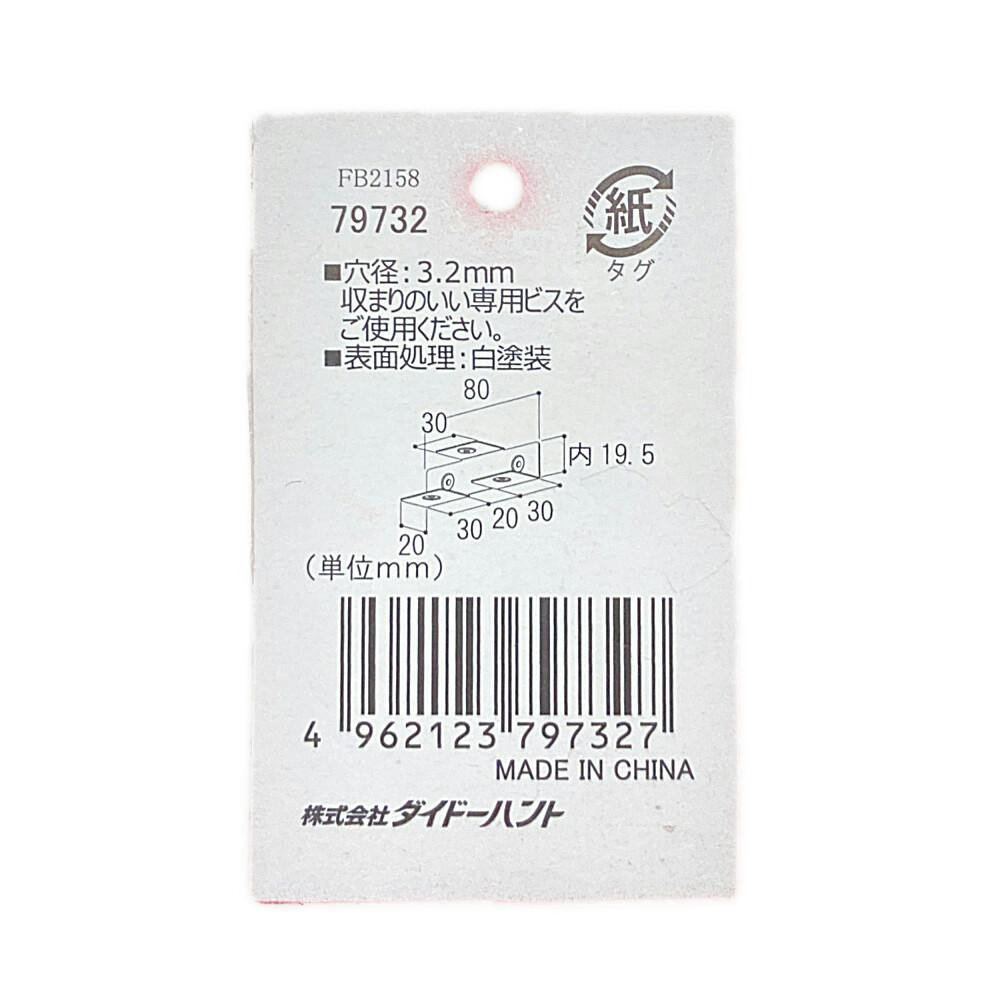 FB2158
79732
紙
タグ
■穴径:3.2mm
収まりのいい専用ビスを
ご使用ください。
■表面処理:白塗装
80
30
内19.5
30 20 30
20
(単位mm)
4 962123 797327
MADE IN CHINA
株式会社ダイドーハント